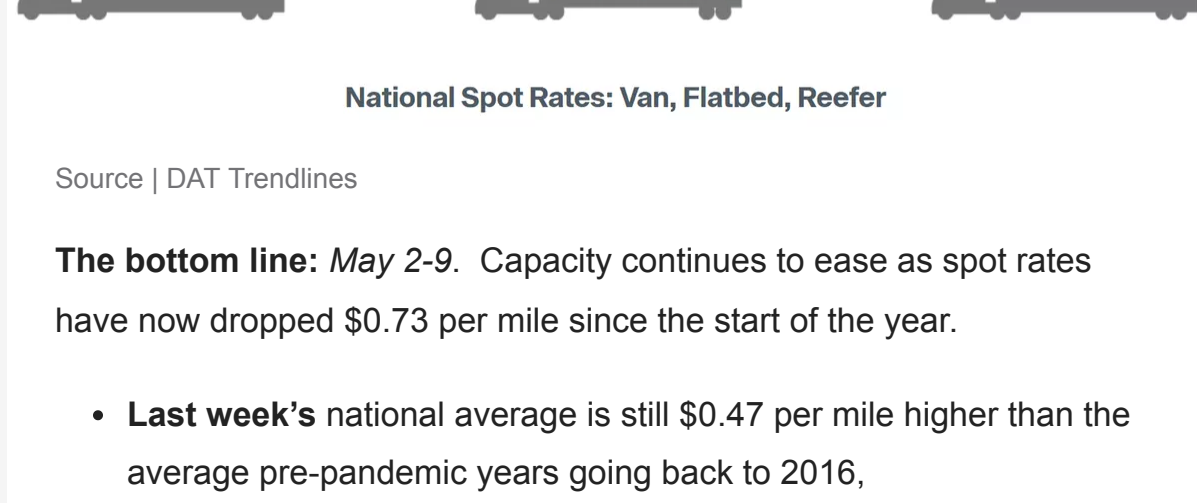 National Spot Rates: Van, Flatbed, Reefer
Source | DAT Trendlines
The bottom line: May 2-9.  Capacity continues to ease as spot rates
have now dropped $0.73 per mile since the start of the year.
• Last week’s national average is still $0.47 per mile higher than the
average pre-pandemic years going back to 2016,